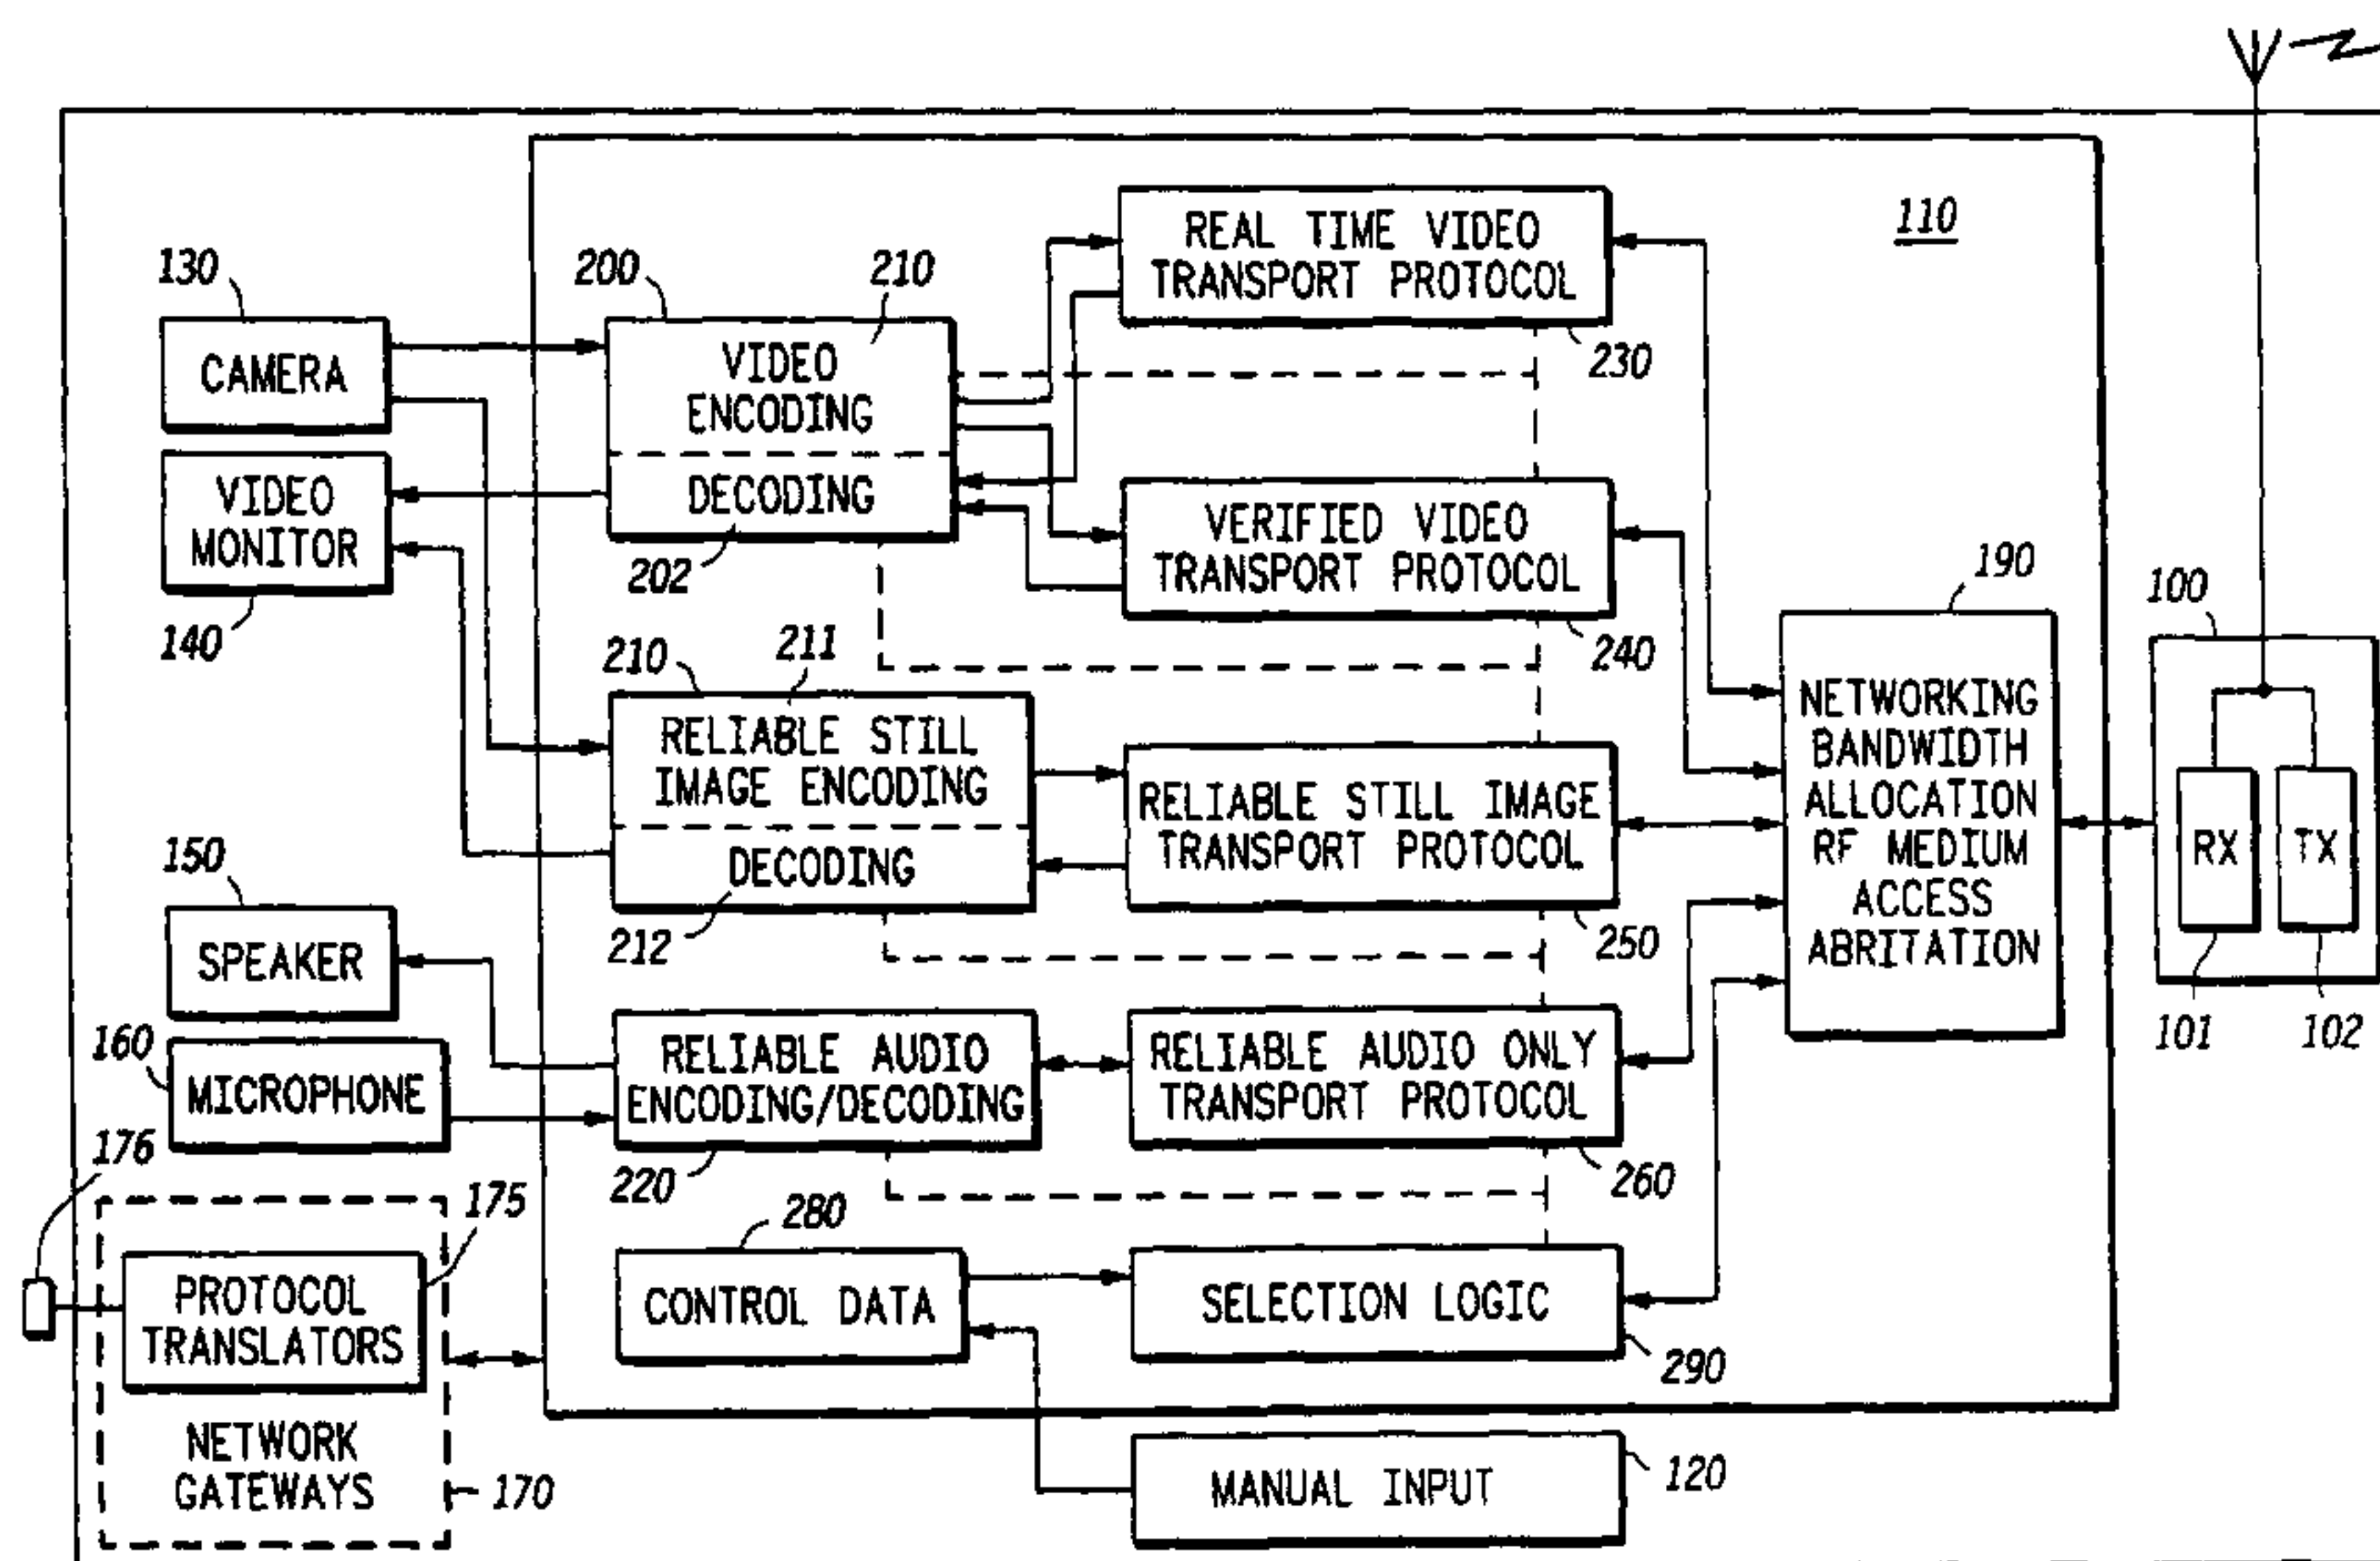 110
REAL TIME VIDEO
TRANSPORT PROTOCOL
230
130
CAMERA
200
210
VIDEO
ENCODING
DECODING
202
VIDEO
MONITOR
140
VERIFIED VIDEO
TRANSPORT PROTOCOL
240
190
NETWORKING
BANDWIDTH
ALLOCATION
RF MEDIUM
ACCESS
ABRITATION
100
RX
TX
101
102
210
211
RELIABLE STILL
IMAGE ENCODING
DECODING
212
RELIABLE STILL IMAGE
TRANSPORT PROTOCOL
250
150
SPEAKER
160
MICROPHONE
RELIABLE AUDIO
ENCODING/DECODING
220
RELIABLE AUDIO ONLY
TRANSPORT PROTOCOL
260
176
175
PROTOCOL
TRANSLATORS
NETWORK
GATEWAYS
170
280
CONTROL DATA
SELECTION LOGIC
290
MANUAL INPUT
120